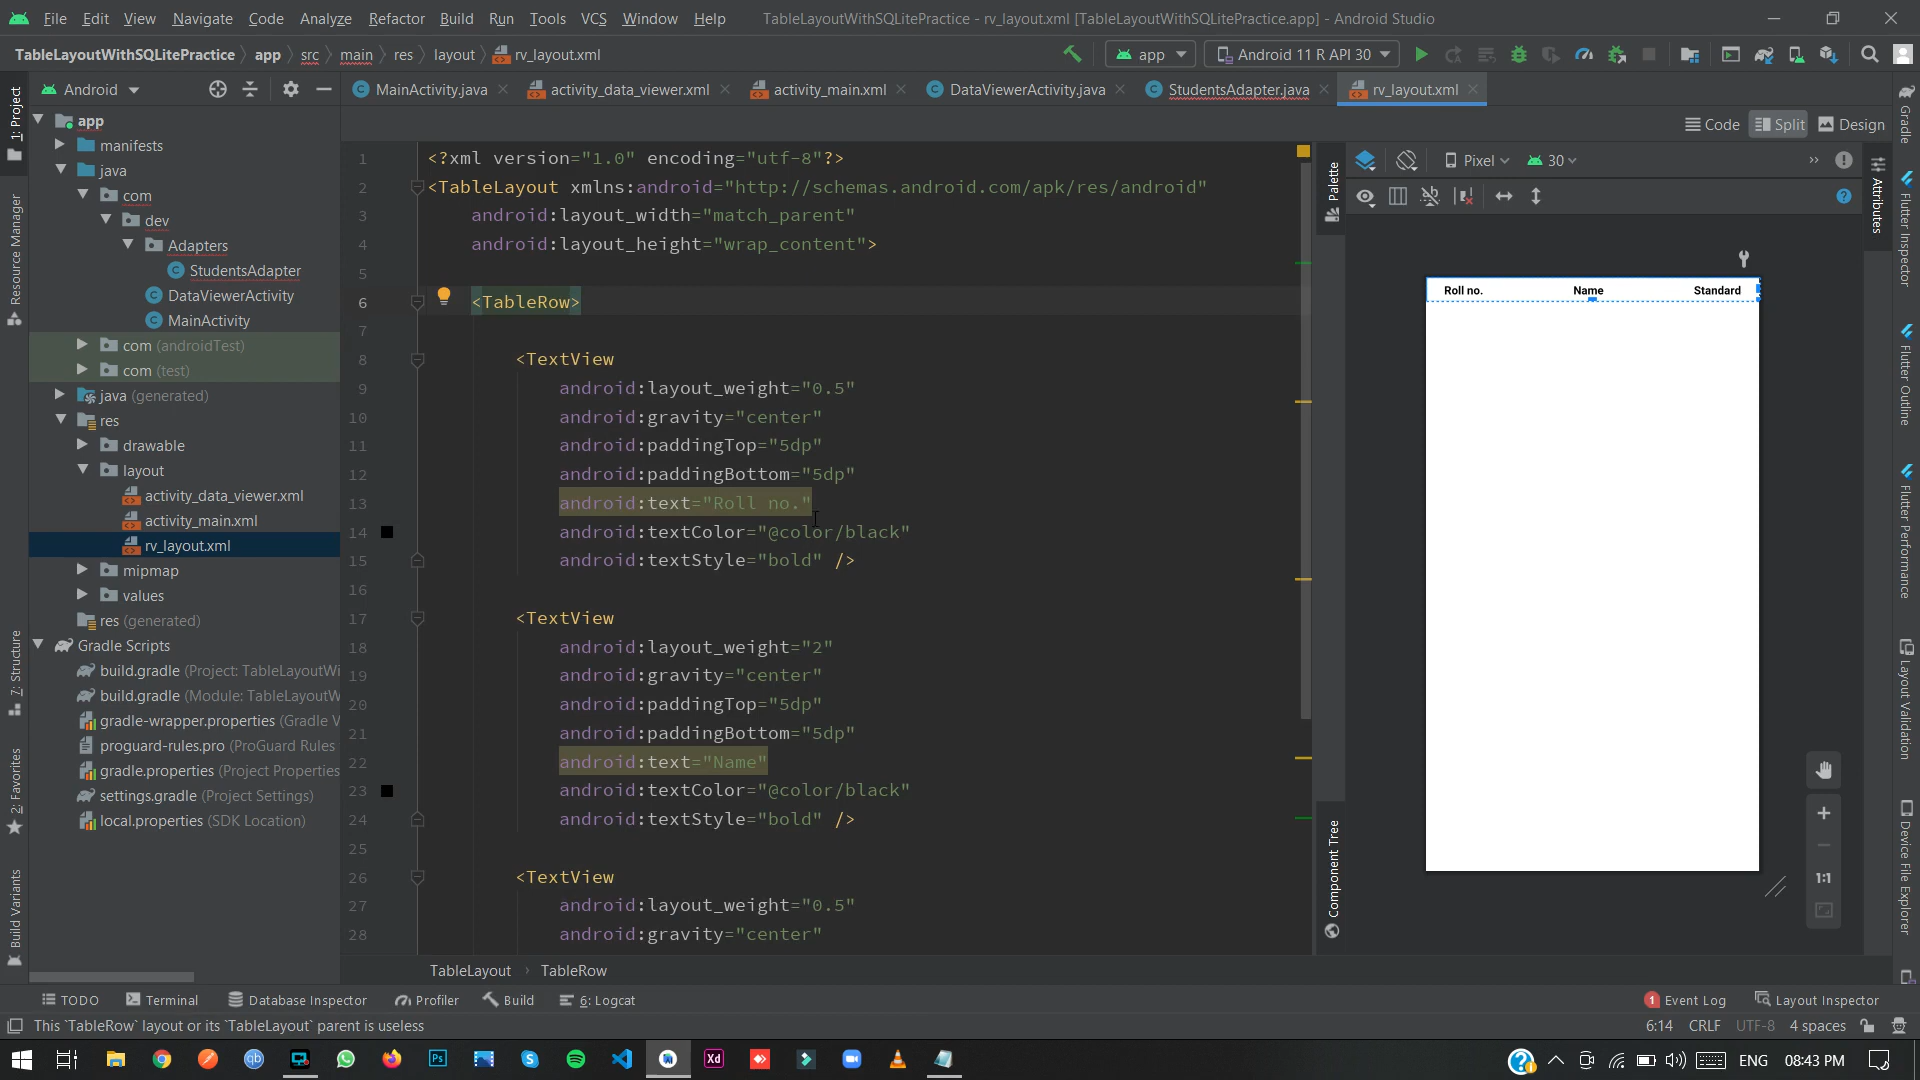 File Edit View Navigate Code Analyze Refactor Build Run Tools VCS Window Help TableLayoutWithSQLitePractice - rv_layout.xml [TableLayoutWithSQLitePractice.app] - Android Studio
TableLayoutWithSQLitePractice app src main res layout rv_layout.xml app Android 11 R API 30
Android MainActivity.java activity_data_viewer.xml activity_main.xml DataViewerActivity.java StudentsAdapter.java rv_layout.xml
Code Split Design
1: Project
Resource Manager
7: Structure
2: Favorites
Build Variants
app
manifests
java
com
dev
Adapters
StudentsAdapter
DataViewerActivity
MainActivity
com (androidTest)
com (test)
java (generated)
res
drawable
layout
activity_data_viewer.xml
activity_main.xml
rv_layout.xml
mipmap
values
res (generated)
Gradle Scripts
build.gradle (Project: TableLayoutWi
build.gradle (Module: TableLayoutW
gradle-wrapper.properties (Gradle V
proguard-rules.pro (ProGuard Rules
gradle.properties (Project Properties
settings.gradle (Project Settings)
local.properties (SDK Location)
1 <?xml version="1.0" encoding="utf-8"?>
2 <TableLayout xmlns:android="http://schemas.android.com/apk/res/android"
3 android:layout_width="match_parent"
4 android:layout_height="wrap_content">
5
6 <TableRow>
7
8 <TextView
9 android:layout_weight="0.5"
10 android:gravity="center"
11 android:paddingTop="5dp"
12 android:paddingBottom="5dp"
13 android:text="Roll no."
14 android:textColor="@color/black"
15 android:textStyle="bold" />
16
17 <TextView
18 android:layout_weight="2"
19 android:gravity="center"
20 android:paddingTop="5dp"
21 android:paddingBottom="5dp"
22 android:text="Name"
23 android:textColor="@color/black"
24 android:textStyle="bold" />
25
26 <TextView
27 android:layout_weight="0.5"
28 android:gravity="center"
TableLayout TableRow
Palette
Component Tree
Pixel 30
Roll no. Name Standard
1:1
Attributes
Gradle
Flutter Inspector
Flutter Outline
Flutter Performance
Layout Validation
Device File Explorer
TODO Terminal Database Inspector Profiler Build 6: Logcat 1 Event Log Layout Inspector
This `TableRow` layout or its `TableLayout` parent is useless 6:14 CRLF UTF-8 4 spaces
qb Ps Xd ENG 08:43 PM